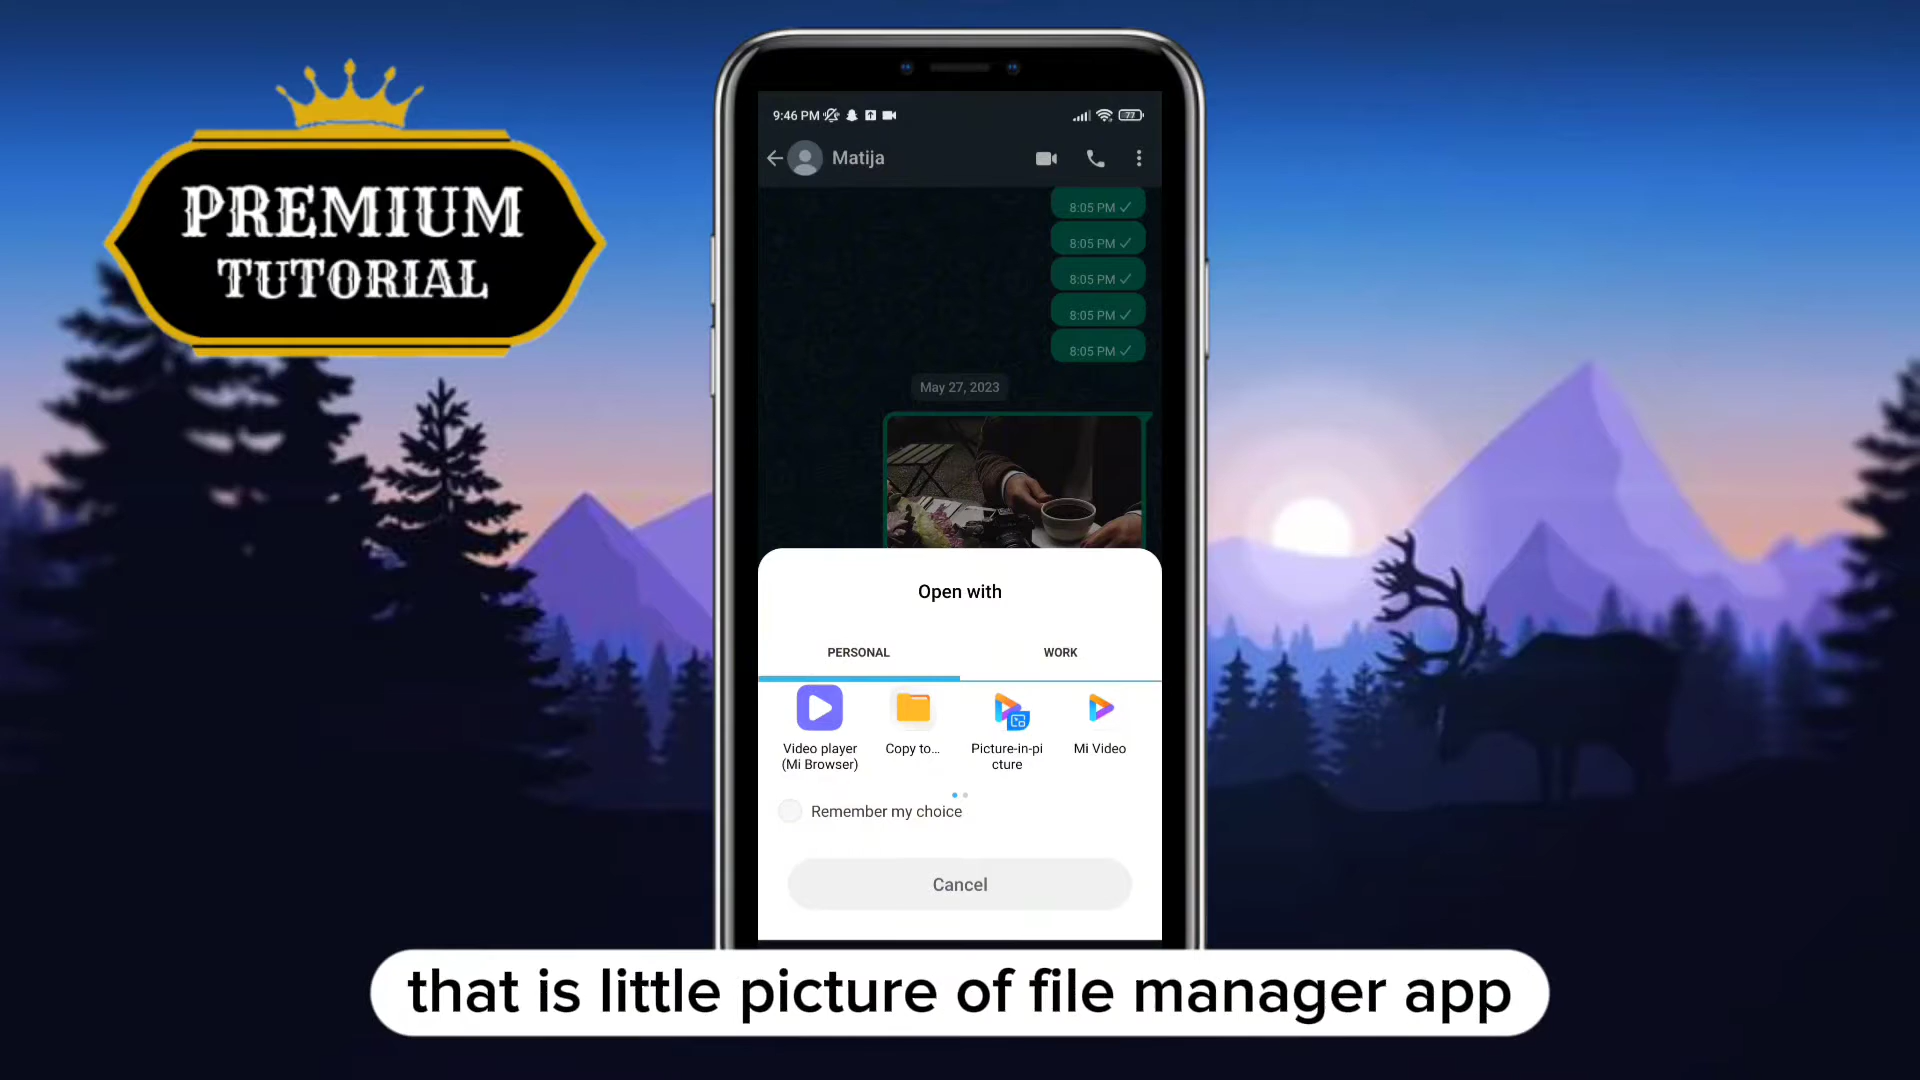 PREMIUM
TUTORIAL
9:46 PM
77
Matija
8:05 PM
8:05 PM
8:05 PM
8:05 PM
8:05 PM
May 27, 2023
Open with
PERSONAL WORK
Video player
(Mi Browser)
Copy to...
Picture-in-pi
cture
Mi Video
Remember my choice
Cancel
that is little picture of file manager app